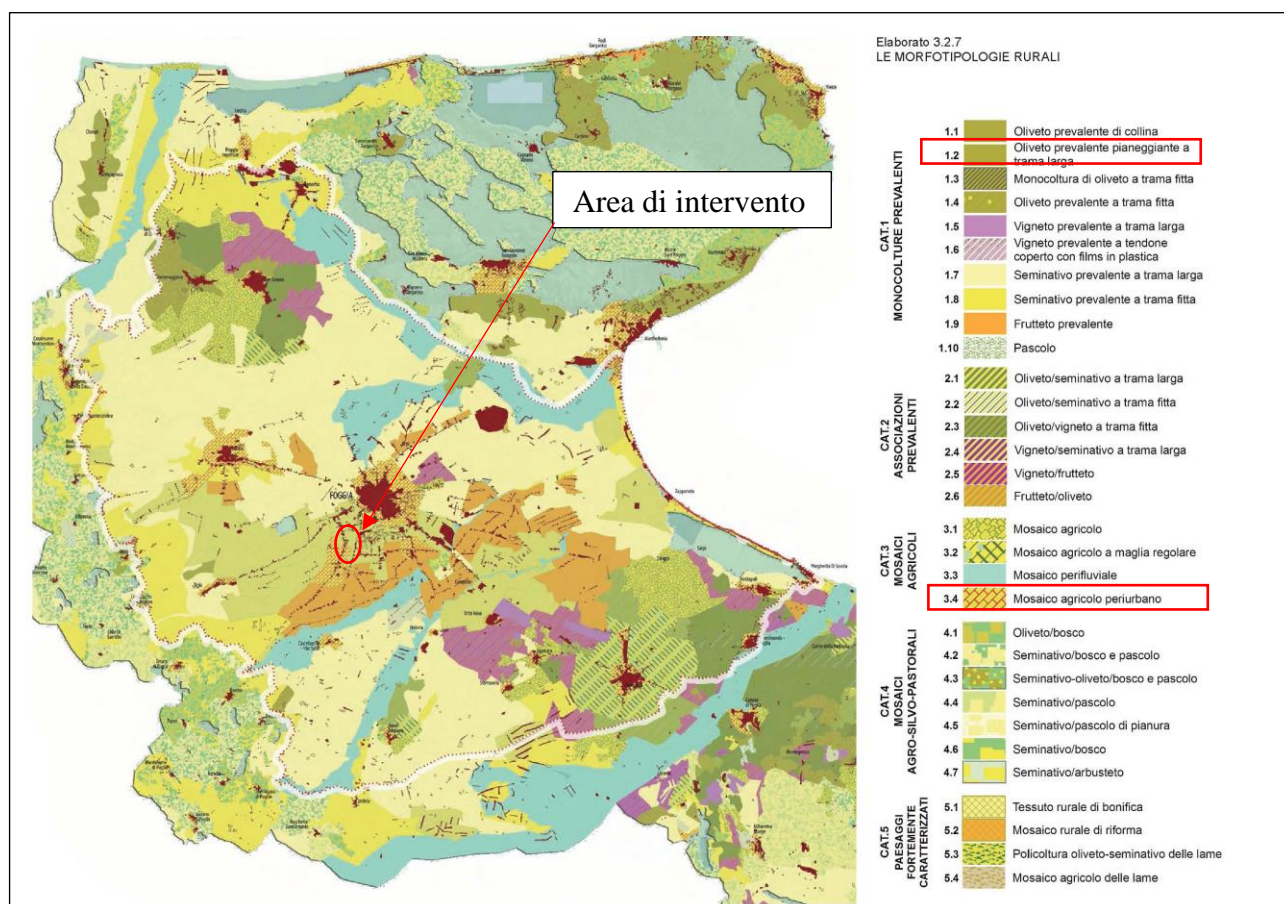 Elaborato 3.2.7
LE MORFOTIPOLOGIE RURALI
Area di intervento
FOGGIA
Manfredonia
Zapponeta
Margherita Di Savoia
Candela
CAT.1
MONOCOLTURE PREVALENTI
1.1 Oliveto prevalente di collina
1.2 Oliveto prevalente pianeggiante a
trama larga
1.3 Monocoltura di oliveto a trama fitta
1.4 Oliveto prevalente a trama fitta
1.5 Vigneto prevalente a trama larga
1.6 Vigneto prevalente a tendone
coperto con films in plastica
1.7 Seminativo prevalente a trama larga
1.8 Seminativo prevalente a trama fitta
1.9 Frutteto prevalente
1.10 Pascolo
CAT.2
ASSOCIAZIONI
PREVALENTI
2.1 Oliveto/seminativo a trama larga
2.2 Oliveto/seminativo a trama fitta
2.3 Oliveto/vigneto a trama fitta
2.4 Vigneto/seminativo a trama larga
2.5 Vigneto/frutteto
2.6 Frutteto/oliveto
CAT.3
MOSAICI
AGRICOLI
3.1 Mosaico agricolo
3.2 Mosaico agricolo a maglia regolare
3.3 Mosaico perifluviale
3.4 Mosaico agricolo periurbano
CAT.4
MOSAICI
AGRO-SILVO-PASTORALI
4.1 Oliveto/bosco
4.2 Seminativo/bosco e pascolo
4.3 Seminativo-oliveto/bosco e pascolo
4.4 Seminativo/pascolo
4.5 Seminativo/pascolo di pianura
4.6 Seminativo/bosco
4.7 Seminativo/arbusteto
CAT.5
PAESAGGI
FORTEMENTE
CARATTERIZZATI
5.1 Tessuto rurale di bonifica
5.2 Mosaico rurale di riforma
5.3 Policoltura oliveto-seminativo delle lame
5.4 Mosaico agricolo delle lame